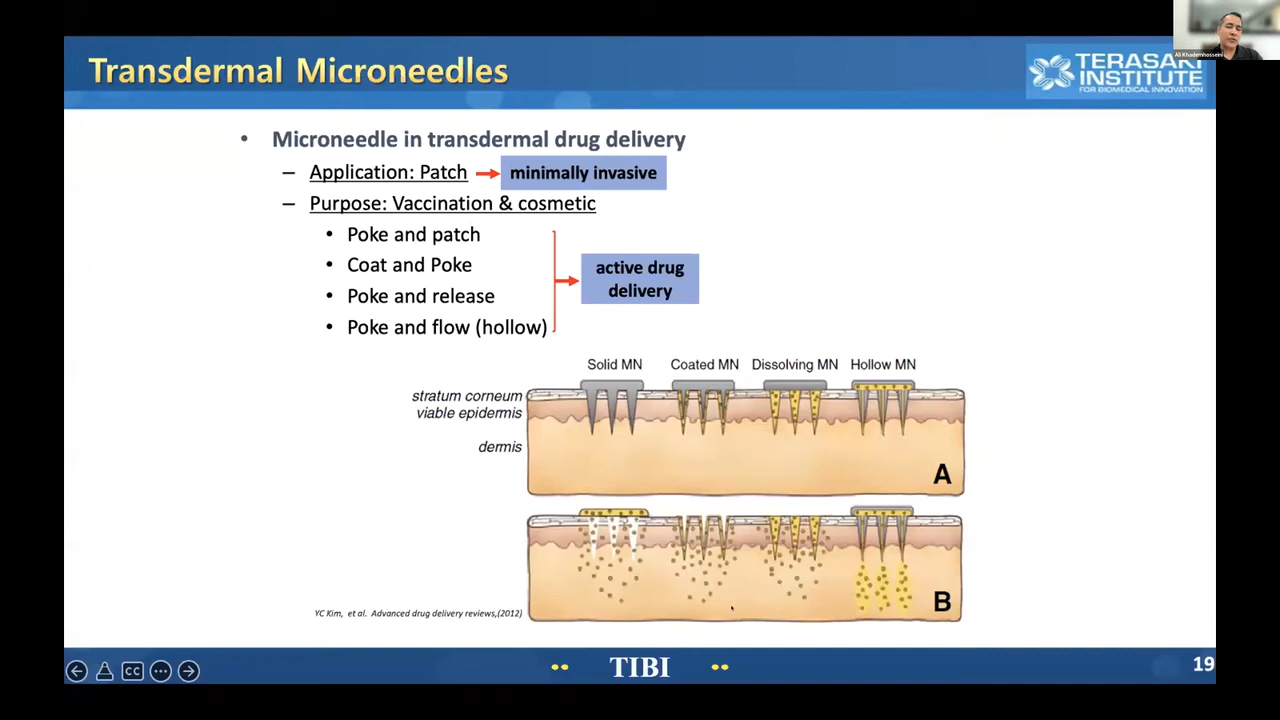 Transdermal Microneedles
TERASAKI
INSTITUTE
FOR BIOMEDICAL INNOVATION
Ali Khademhosseini
• Microneedle in transdermal drug delivery
– Application: Patch
minimally invasive
– Purpose: Vaccination & cosmetic
• Poke and patch
• Coat and Poke
• Poke and release
• Poke and flow (hollow)
active drug
delivery
Solid MN Coated MN Dissolving MN Hollow MN
stratum corneum
viable epidermis
dermis
A
B
YC Kim, et al. Advanced drug delivery reviews,(2012)
CC
TIBI
19